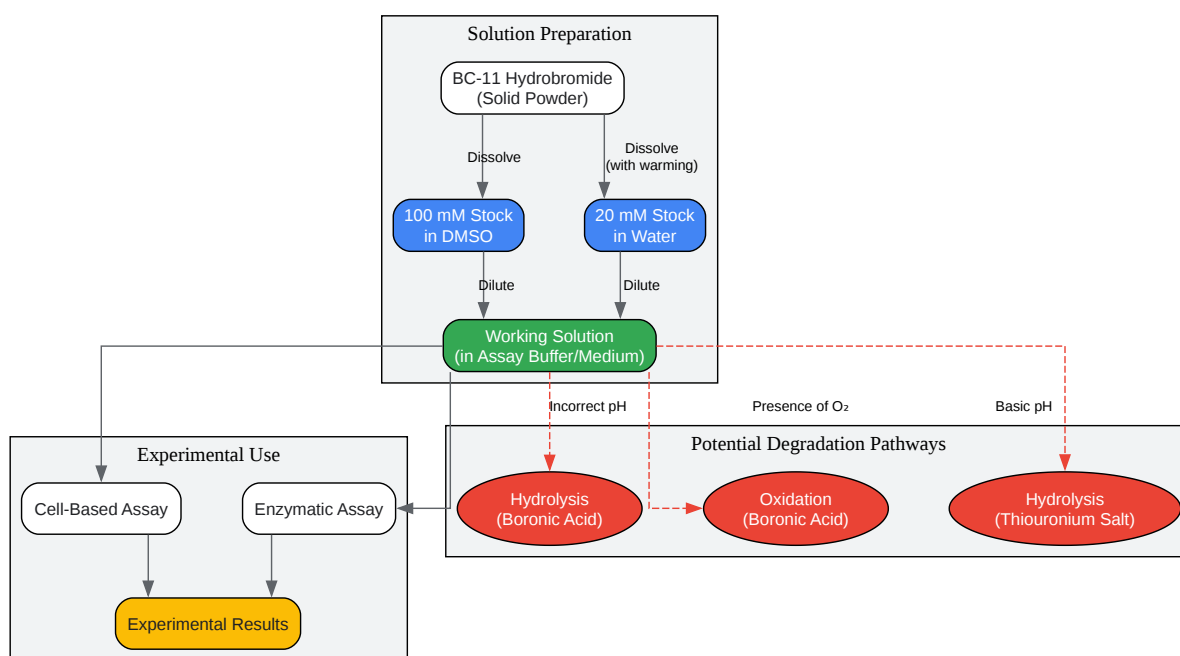 Solution Preparation
BC-11 Hydrobromide
(Solid Powder)
Dissolve
Dissolve
(with warming)
100 mM Stock
in DMSO
20 mM Stock
in Water
Dilute
Dilute
Working Solution
(in Assay Buffer/Medium)
Incorrect pH
Presence of O₂
Basic pH
Experimental Use
Cell-Based Assay
Enzymatic Assay
Experimental Results
Potential Degradation Pathways
Hydrolysis
(Boronic Acid)
Oxidation
(Boronic Acid)
Hydrolysis
(Thiouronium Salt)